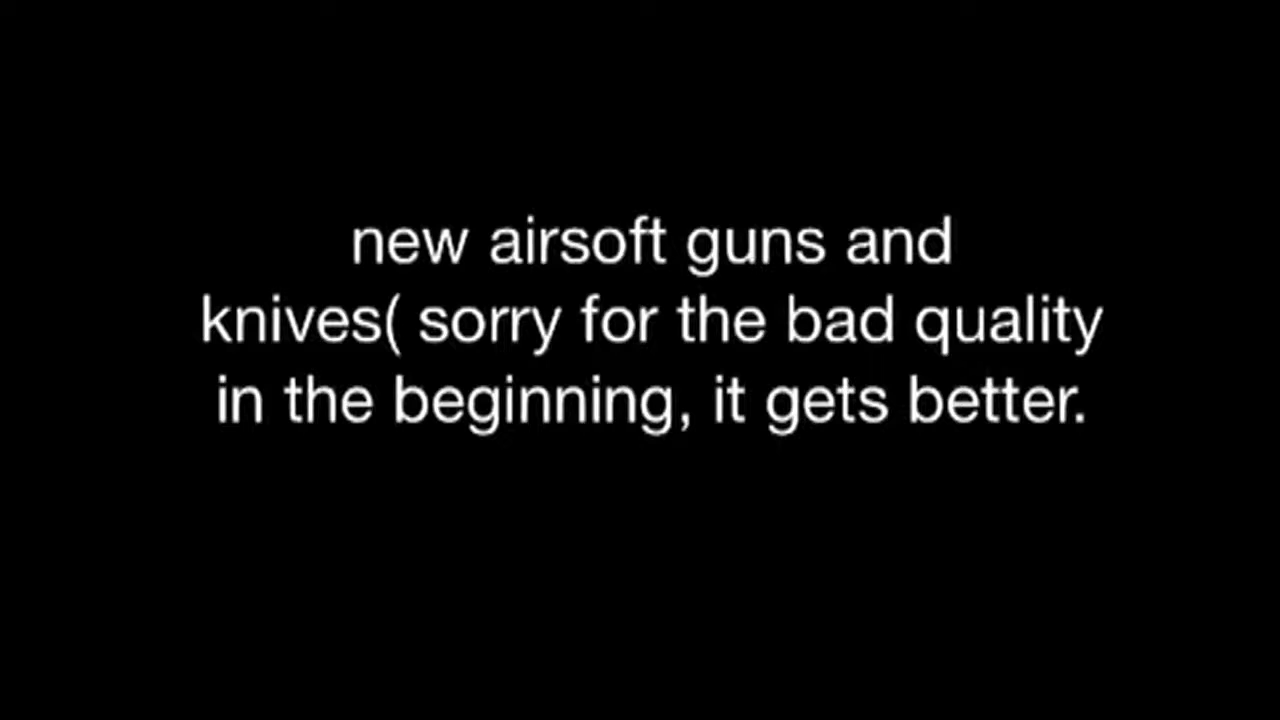 new airsoft guns and
knives( sorry for the bad quality
in the beginning, it gets better.